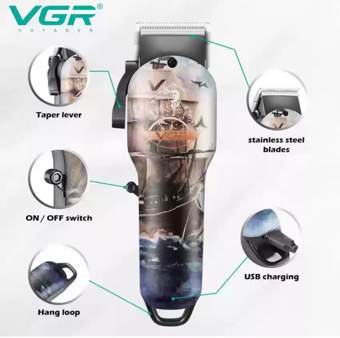 VGR
VOYAGER
Taper lever
stainless steel
blades
ON / OFF switch
USB charging
Hang loop